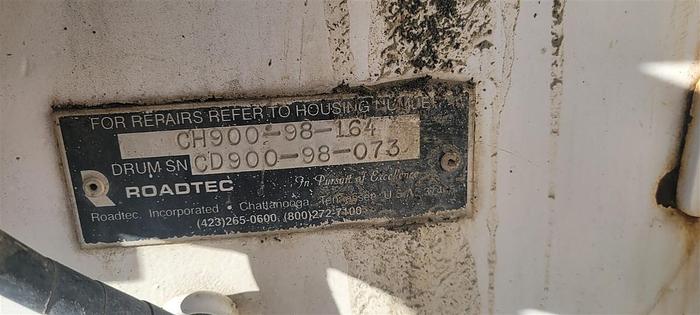 FOR REPAIRS REFER TO HOUSING NUMBER
CH900-98-164
DRUM SN CD900-98-073
ROADTEC In Pursuit of Excellence
Roadtec, Incorporated • Chattanooga, Tennessee U.S.A.
(423)265-0600, (800)272-7100